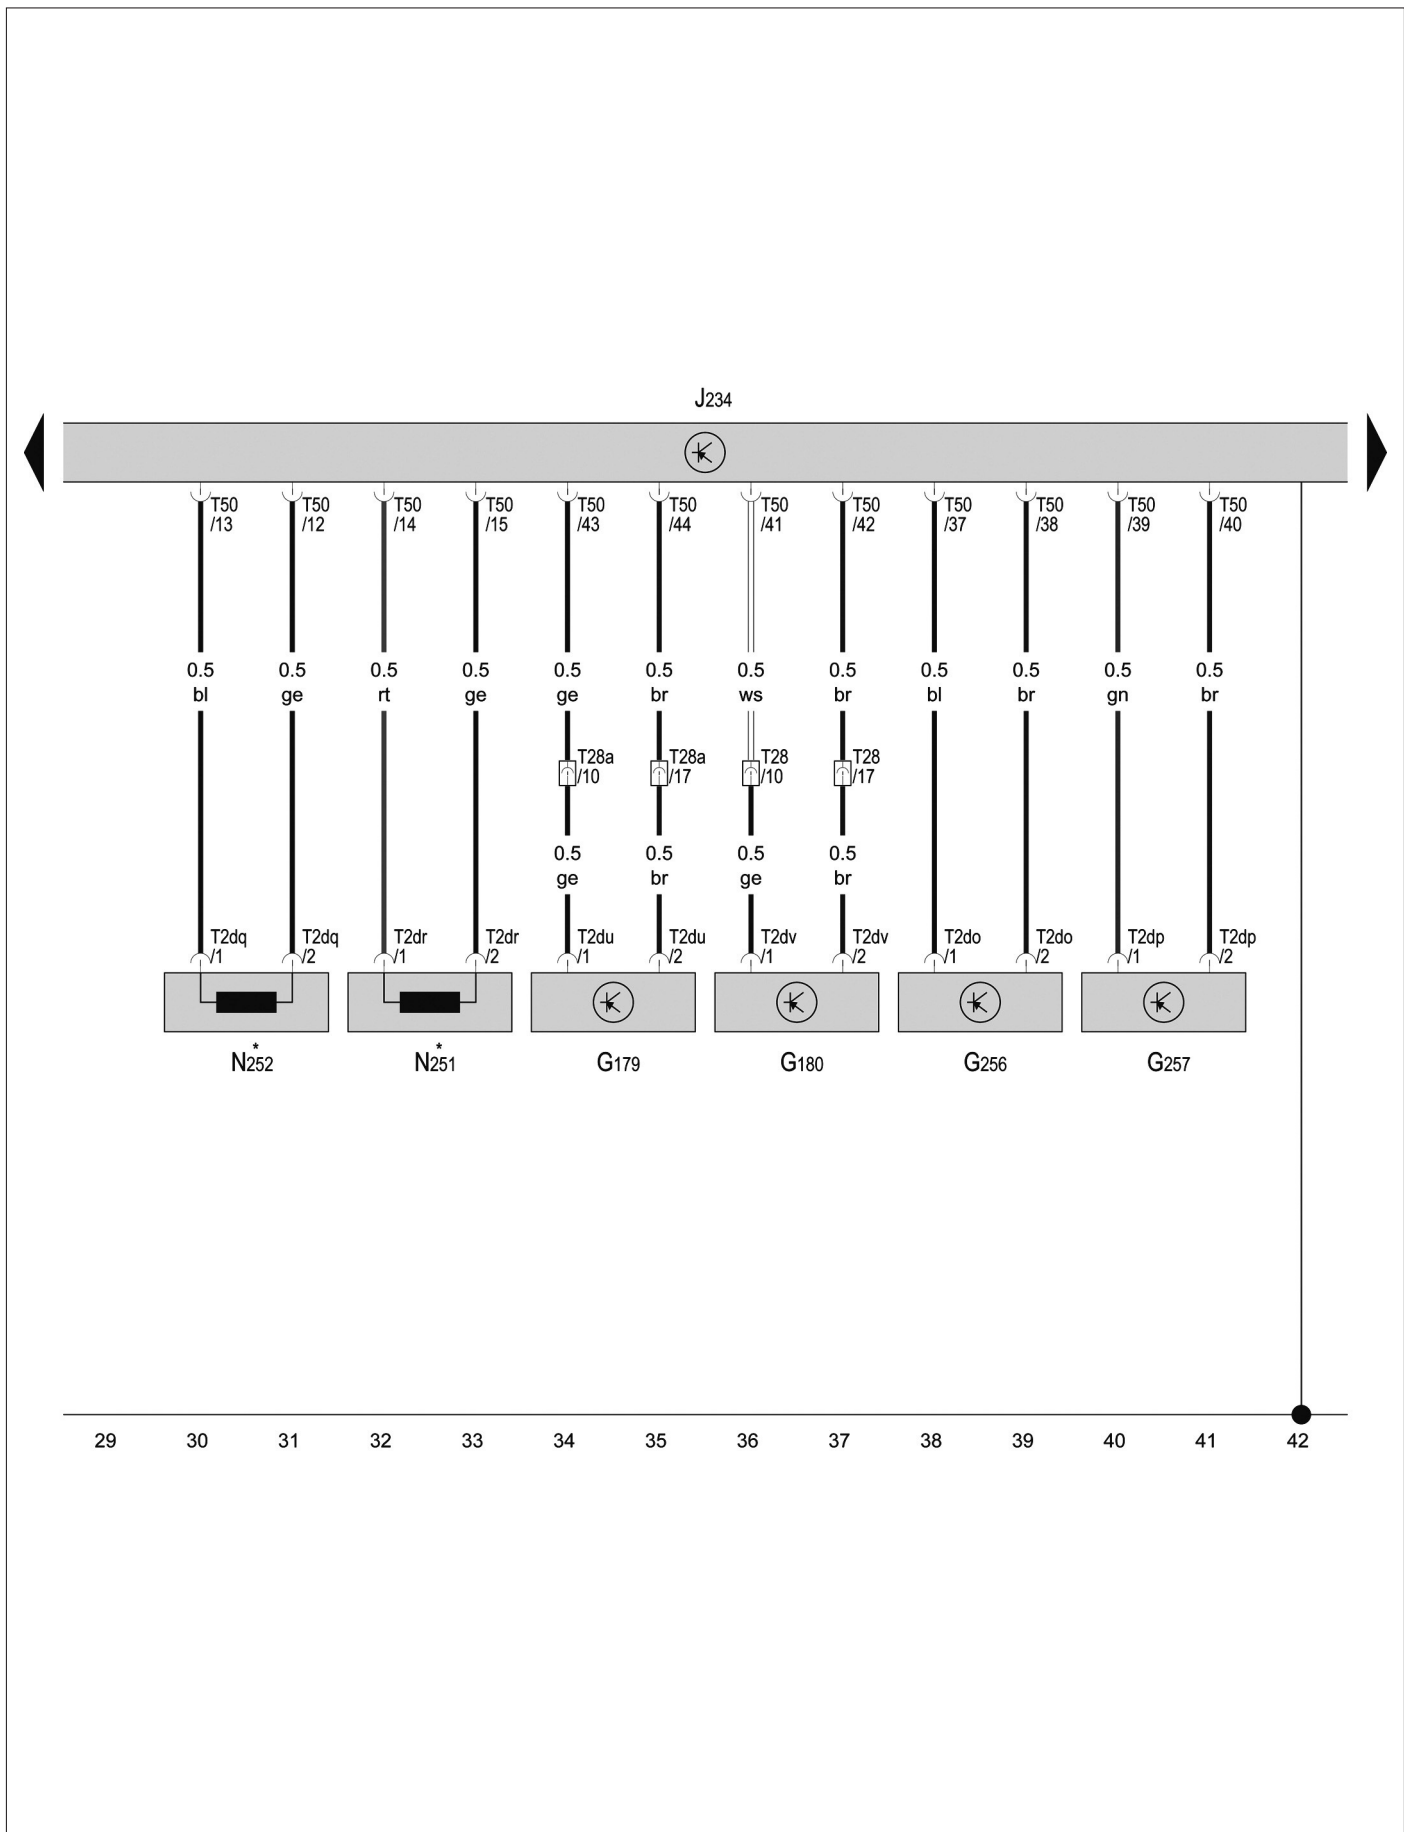 J234
T50 T50 T50 T50 T50 T50 T50 T50 T50 T50 T50 T50
/13 /12 /14 /15 /43 /44 /41 /42 /37 /38 /39 /40
0.5 0.5 0.5 0.5 0.5 0.5 0.5 0.5 0.5 0.5 0.5 0.5
bl ge rt ge ge br ws br bl br gn br
T28a T28a T28 T28
/10 /17 /10 /17
0.5 0.5 0.5 0.5
ge br ge br
T2dq T2dq T2dr T2dr T2du T2du T2dv T2dv T2do T2do T2dp T2dp
/1 /2 /1 /2 /1 /2 /1 /2 /1 /2 /1 /2
* *
N252 N251 G179 G180 G256 G257
29 30 31 32 33 34 35 36 37 38 39 40 41 42